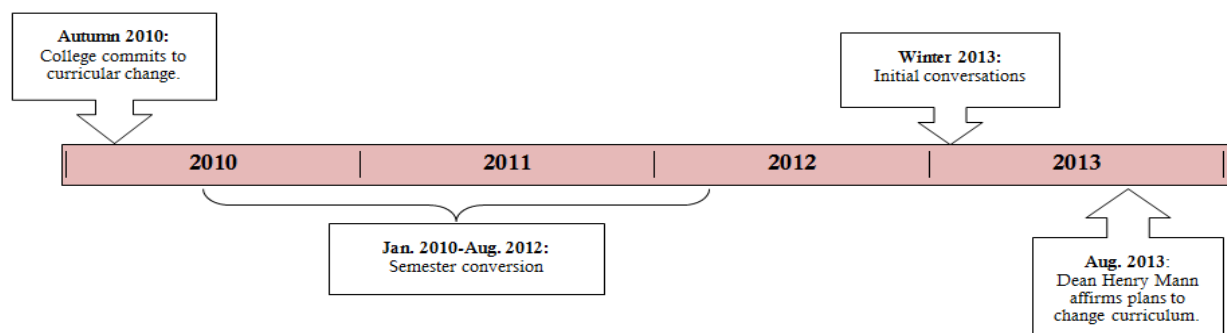 Autumn 2010:
College commits to
curricular change.
Winter 2013:
Initial conversations
2010
2011
2012
2013
Jan. 2010-Aug. 2012:
Semester conversion
Aug. 2013:
Dean Henry Mann
affirms plans to
change curriculum.